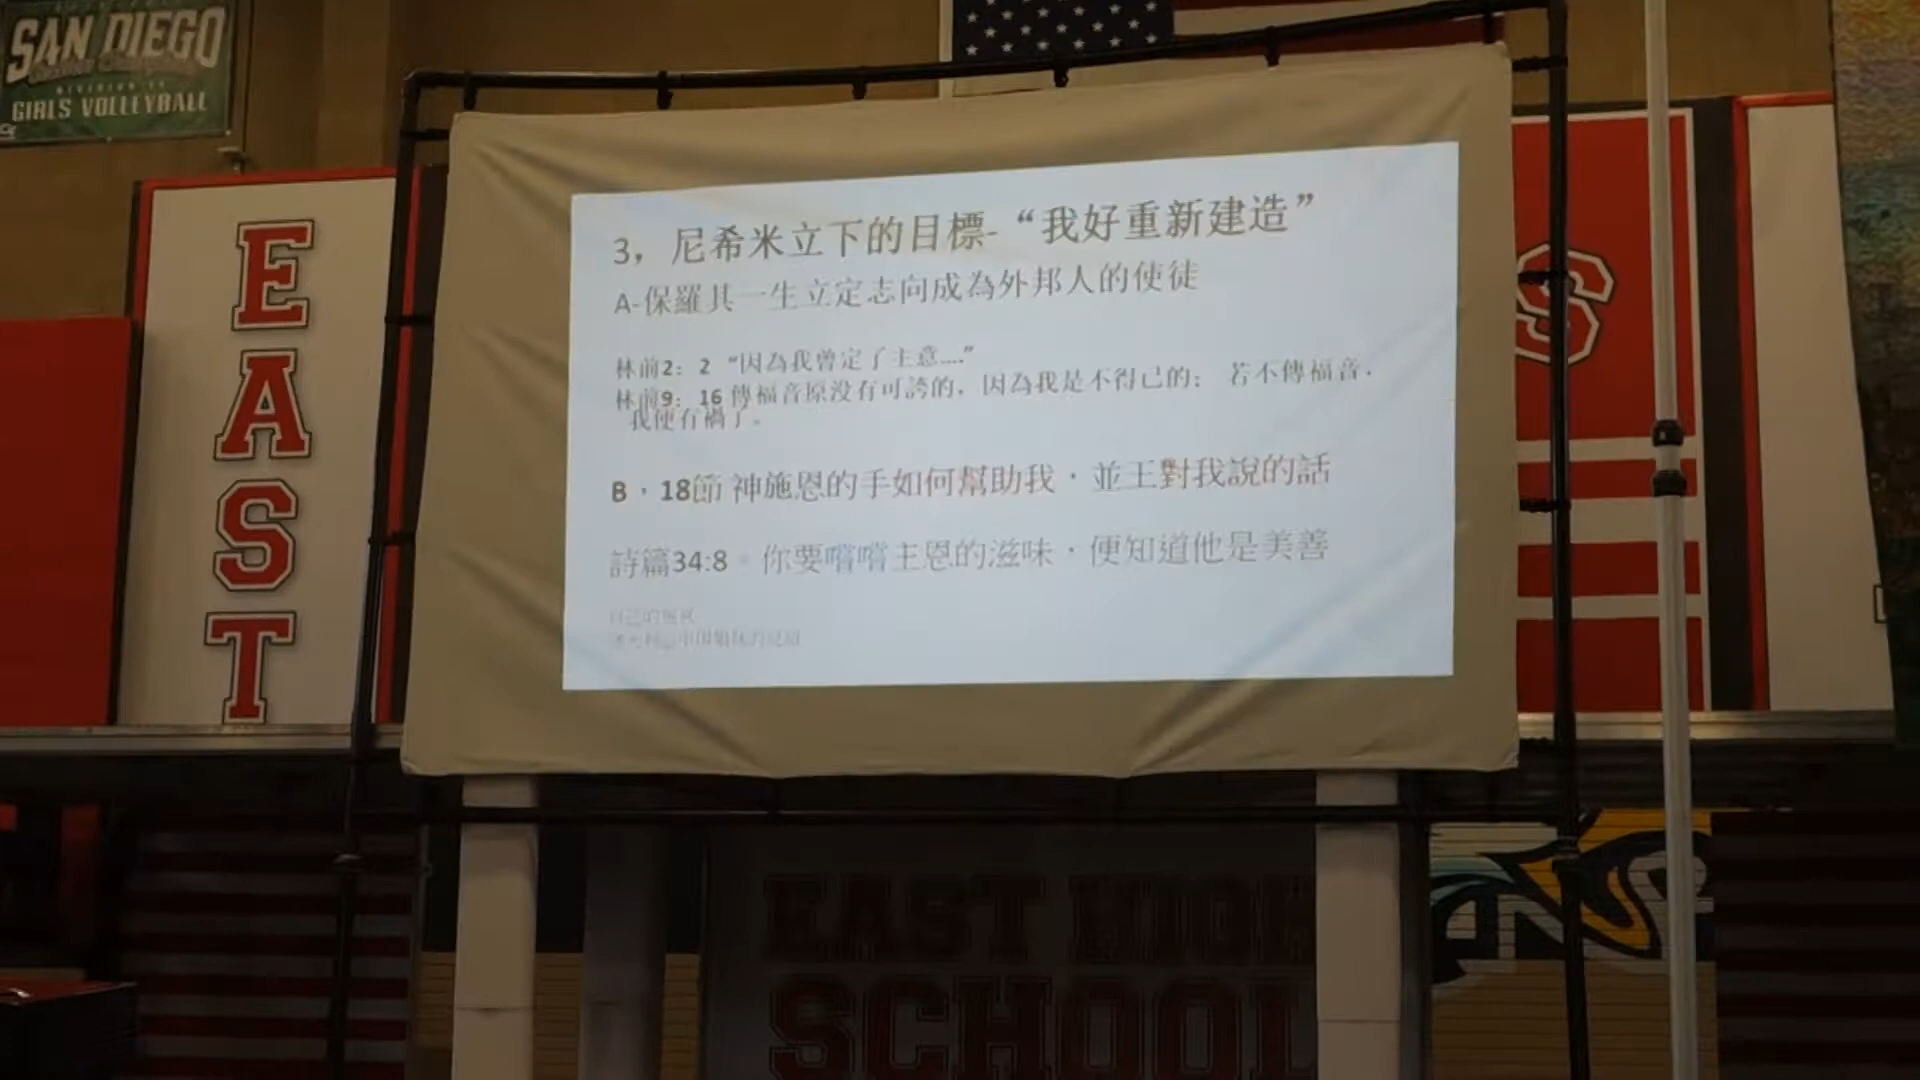 SAN DIEGO
GIRLS VOLLEYBALL
EAST
S
3，尼希米立下的目標-“我好重新建造”
A-保羅其一生立定志向成為外邦人的使徒
林前2：2 “因為我曾定了主意....”
林前9：16 傳福音原没有可誇的，因為我是不得已的； 若不傳福音，
我便有禍了。
B，18節 神施恩的手如何幫助我，並王對我說的話
詩篇34:8。你要嚐嚐主恩的滋味，便知道他是美善
EAST HIGH
SCHOOL